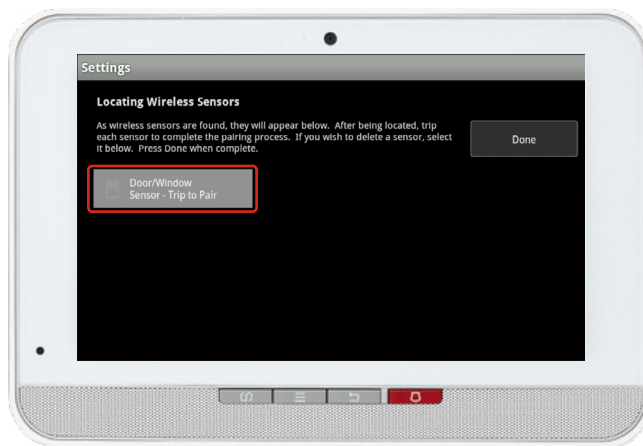 Settings
Locating Wireless Sensors
As wireless sensors are found, they will appear below. After being located, trip
each sensor to complete the pairing process. If you wish to delete a sensor, select
it below. Press Done when complete.
Done
Door/Window
Sensor - Trip to Pair